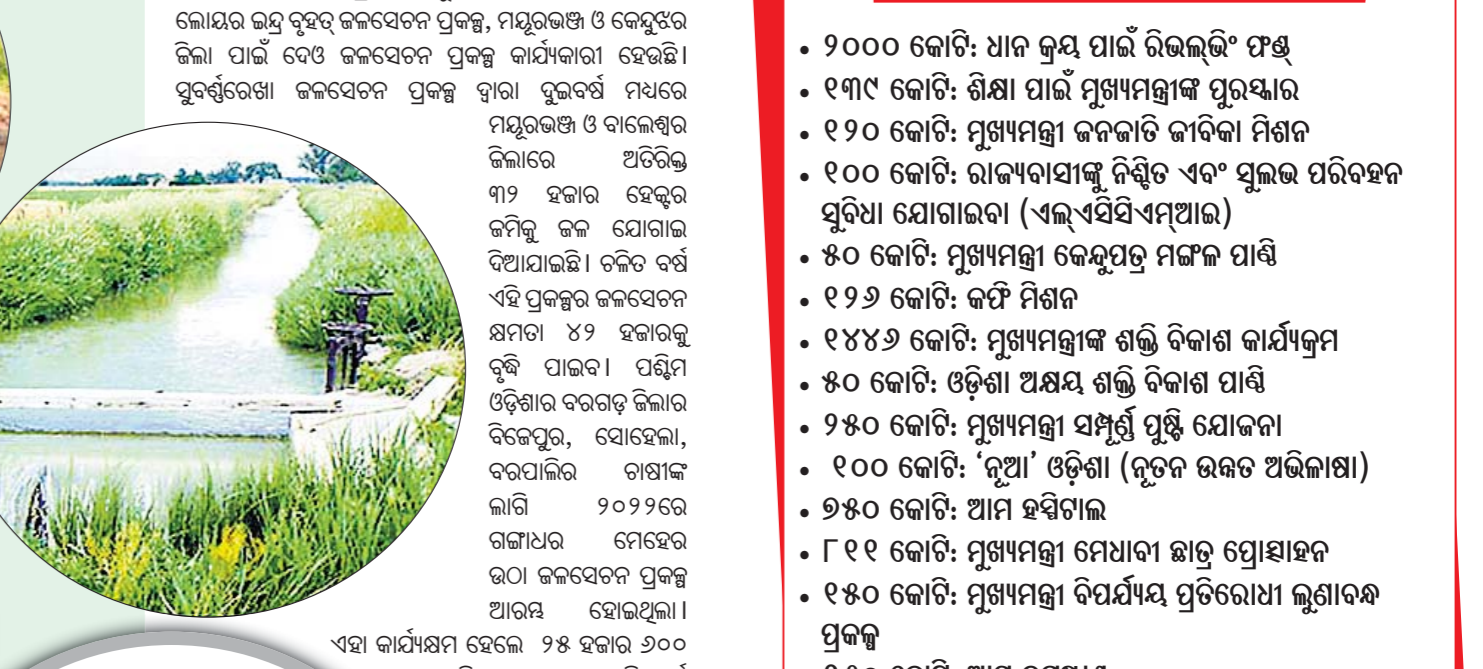 ଲୋୟର ଇନ୍ଦ୍ର ବୃହତ୍ ଜଳସେଚନ ପ୍ରକଳ୍ପ, ମୟୂରଭଞ୍ଜ ଓ କେନ୍ଦୁଝର
ଜିଲା ପାଇଁ ଦେଓ ଜଳସେଚନ ପ୍ରକଳ୍ପ କାର୍ଯ୍ୟକାରୀ ହେଉଛି।
ସୁବର୍ଣ୍ଣରେଖା ଜଳସେଚନ ପ୍ରକଳ୍ପ ଦ୍ୱାରା ଦୁଇବର୍ଷ ମଧ୍ୟରେ
ମୟୂରଭଞ୍ଜ ଓ ବାଲେଶ୍ୱର
ଜିଲାରେ ଅତିରିକ୍ତ
୩୨ ହଜାର ହେକ୍ଟର
ଜମିକୁ ଜଳ ଯୋଗାଇ
ଦିଆଯାଇଛି। ଚଳିତ ବର୍ଷ
ଏହି ପ୍ରକଳ୍ପର ଜଳସେଚନ
କ୍ଷମତା ୪୨ ହଜାରକୁ
ବୃଦ୍ଧି ପାଇବ। ପଶ୍ଚିମ
ଓଡ଼ିଶାର ବରଗଡ଼ ଜିଲାର
ବିଜେପୁର, ସୋହେଲା,
ବରପାଲିର ଚାଷୀଙ୍କ
ଲାଗି ୨୦୨୨ରେ
ଗଙ୍ଗାଧର ମେହେର
ଉଠା ଜଳସେଚନ ପ୍ରକଳ୍ପ
ଆରମ୍ଭ ହୋଇଥିଲା।
ଏହା କାର୍ଯ୍ୟକ୍ଷମ ହେଲେ ୨୫ ହଜାର ୬୦୦
• ୨୦୦୦ କୋଟି: ଧାନ କ୍ରୟ ପାଇଁ ରିଭଲ୍‌ଭିଂ ଫଣ୍ଡ
• ୧୩୯ କୋଟି: ଶିକ୍ଷା ପାଇଁ ମୁଖ୍ୟମନ୍ତ୍ରୀଙ୍କ ପୁରସ୍କାର
• ୧୨୦ କୋଟି: ମୁଖ୍ୟମନ୍ତ୍ରୀ ଜନଜାତି ଜୀବିକା ମିଶନ
• ୧୦୦ କୋଟି: ରାଜ୍ୟବାସୀଙ୍କୁ ନିଶ୍ଚିତ ଏବଂ ସୁଲଭ ପରିବହନ
ସୁବିଧା ଯୋଗାଇବା (ଏଲ୍‌ଏସିସିଏମ୍‌ଆଇ)
• ୫୦ କୋଟି: ମୁଖ୍ୟମନ୍ତ୍ରୀ କେନ୍ଦୁପତ୍ର ମଙ୍ଗଳ ପାଣ୍ଠି
• ୧୨୬ କୋଟି: କଫି ମିଶନ
• ୧୪୪୬ କୋଟି: ମୁଖ୍ୟମନ୍ତ୍ରୀଙ୍କ ଶକ୍ତି ବିକାଶ କାର୍ଯ୍ୟକ୍ରମ
• ୫୦ କୋଟି: ଓଡ଼ିଶା ଅକ୍ଷୟ ଶକ୍ତି ବିକାଶ ପାଣ୍ଠି
• ୨୫୦ କୋଟି: ମୁଖ୍ୟମନ୍ତ୍ରୀ ସମ୍ପୂର୍ଣ୍ଣ ପୁଷ୍ଟି ଯୋଜନା
• ୧୦୦ କୋଟି: ‘ନୂଆ’ ଓଡ଼ିଶା (ନୂତନ ଉନ୍ନତ ଅଭିଳାଷା)
• ୭୫୦ କୋଟି: ଆମ ହସ୍ପିଟାଲ
• ୮୧୧ କୋଟି: ମୁଖ୍ୟମନ୍ତ୍ରୀ ମେଧାବୀ ଛାତ୍ର ପ୍ରୋତ୍ସାହନ
• ୧୫୦ କୋଟି: ମୁଖ୍ୟମନ୍ତ୍ରୀ ବିପର୍ଯ୍ୟୟ ପ୍ରତିରୋଧୀ ଲୁଣାବନ୍ଧ
ପ୍ରକଳ୍ପ